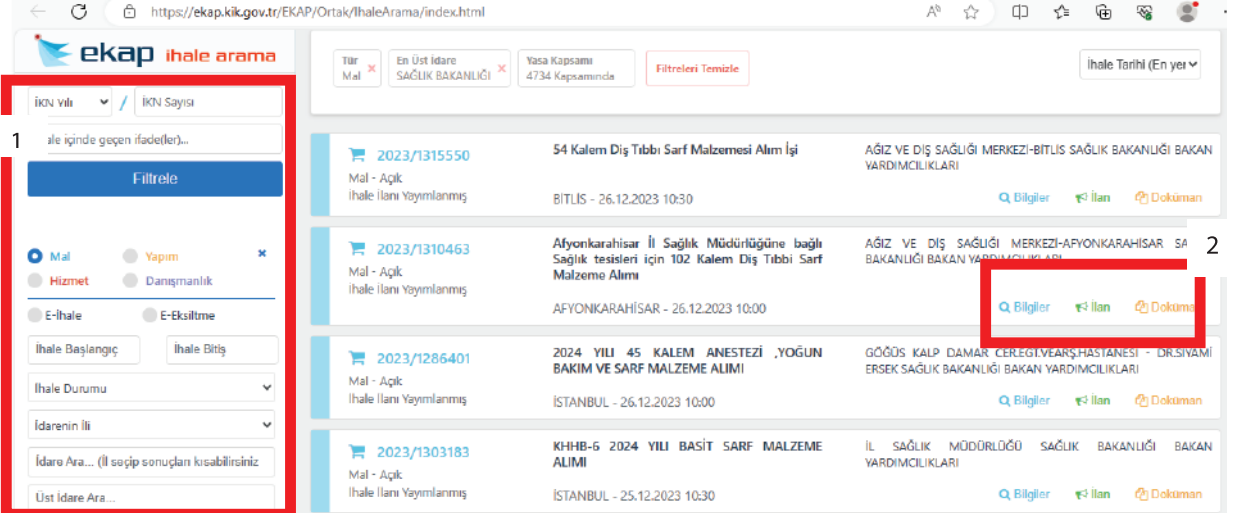 https://ekap.kik.gov.tr/EKAP/Ortak/IhaleArama/index.html
ekap ihale arama
Tür
Mal
En Üst İdare
SAĞLIK BAKANLIĞI
Yasa Kapsamı
4734 Kapsamında
Filtreleri Temizle
İhale Tarihi (En yer
İKN Yılı / İKN Sayısı
1
ale içinde geçen ifade(ler)...
Filtrele
Mal
Yapım
Hizmet
Danışmanlık
E-İhale
E-Eksiltme
İhale Başlangıç
İhale Bitiş
İhale Durumu
İdarenin İli
İdare Ara... (İl seçip sonuçları kısabilirsiniz
Üst İdare Ara...
2023/1315550
Mal - Açık
İhale İlanı Yayımlanmış
54 Kalem Diş Tıbbı Sarf Malzemesi Alım İşi
BİTLİS - 26.12.2023 10:30
AĞIZ VE DİŞ SAĞLIĞI MERKEZİ-BİTLİS SAĞLIK BAKANLIĞI BAKAN
YARDIMCILIKLARI
Bilgiler İlan Doküman
2023/1310463
Mal - Açık
İhale İlanı Yayımlanmış
Afyonkarahisar İl Sağlık Müdürlüğüne bağlı
Sağlık tesisleri için 102 Kalem Diş Tıbbi Sarf
Malzeme Alımı
AFYONKARAHİSAR - 26.12.2023 10:00
AĞIZ VE DİŞ SAĞLIĞI MERKEZİ-AFYONKARAHİSAR SA
BAKANLIĞI BAKAN YARDIMCILIKLARI
2
Bilgiler İlan Doküma
2023/1286401
Mal - Açık
İhale İlanı Yayımlanmış
2024 YILI 45 KALEM ANESTEZİ ,YOĞUN
BAKIM VE SARF MALZEME ALIMI
İSTANBUL - 26.12.2023 10:00
GÖĞÜS KALP DAMAR CER.EĞT.VEARŞ.HASTANESİ - DR.SİYAMİ
ERSEK SAĞLIK BAKANLIĞI BAKAN YARDIMCILIKLARI
Bilgiler İlan Doküman
2023/1303183
Mal - Açık
İhale İlanı Yayımlanmış
KHHB-6 2024 YILI BASİT SARF MALZEME
ALIMI
İSTANBUL - 25.12.2023 10:30
İL SAĞLIK MÜDÜRLÜĞÜ SAĞLIK BAKANLIĞI BAKAN
YARDIMCILIKLARI
Bilgiler İlan Doküman